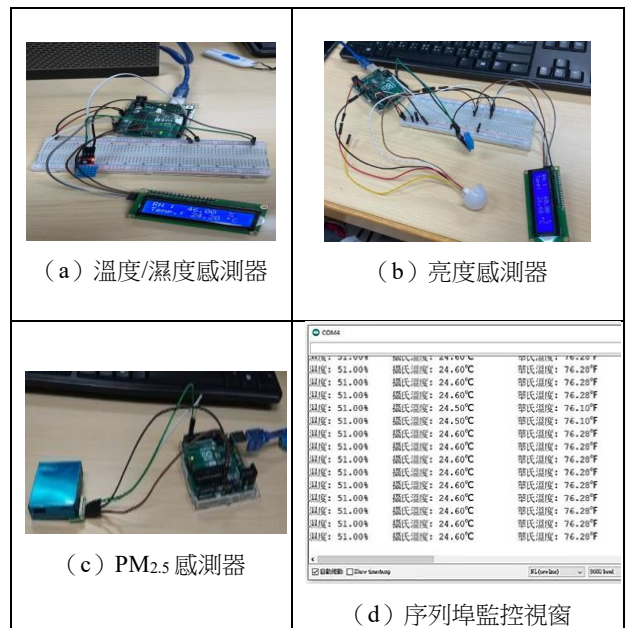 RH : 46.00 %
Temp.: 24.20 °C
（a）溫度/濕度感測器
（b）亮度感測器
（c）PM2.5 感測器
COM4
濕度: 51.00% 攝氏溫度: 24.60℃ 華氏溫度: 76.28°F
濕度: 51.00% 攝氏溫度: 24.60℃ 華氏溫度: 76.28°F
濕度: 51.00% 攝氏溫度: 24.60℃ 華氏溫度: 76.28°F
濕度: 51.00% 攝氏溫度: 24.50℃ 華氏溫度: 76.10°F
濕度: 51.00% 攝氏溫度: 24.50℃ 華氏溫度: 76.10°F
濕度: 51.00% 攝氏溫度: 24.60℃ 華氏溫度: 76.28°F
濕度: 51.00% 攝氏溫度: 24.60℃ 華氏溫度: 76.28°F
濕度: 51.00% 攝氏溫度: 24.60℃ 華氏溫度: 76.28°F
濕度: 51.00% 攝氏溫度: 24.60℃ 華氏溫度: 76.28°F
濕度: 51.00% 攝氏溫度: 24.60℃ 華氏溫度: 76.28°F
濕度: 51.00% 攝氏溫度: 24.60℃ 華氏溫度: 76.28°F
濕度: 51.00% 攝氏溫度: 24.60℃ 華氏溫度: 76.28°F
濕度: 51.00% 攝氏溫度: 24.60℃ 華氏溫度: 76.28°F
自動捲動 Show timestamp NL(newline) 9600 baud
（d）序列埠監控視窗